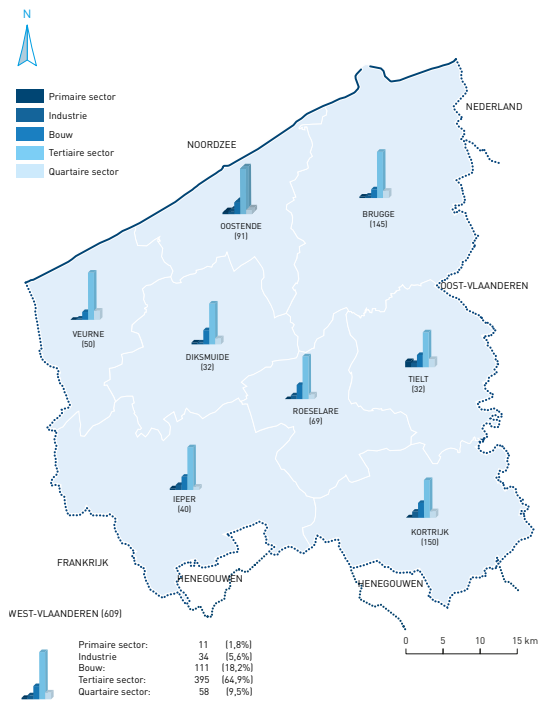 N
Primaire sector
Industrie
Bouw
Tertiaire sector
Quartaire sector
NEDERLAND
NOORDZEE
BRUGGE
(145)
OOSTENDE
(91)
OOST-VLAANDEREN
VEURNE
(50)
DIKSMUIDE
(32)
TIELT
(32)
ROESELARE
(69)
IEPER
(40)
KORTRIJK
(150)
FRANKRIJK
HENEGOUWEN
HENEGOUWEN
WEST-VLAANDEREN (609)
0 5 10 15 km
Primaire sector: 11 (1,8%)
Industrie 34 (5,6%)
Bouw: 111 (18,2%)
Tertiaire sector: 395 (64,9%)
Quartaire sector: 58 (9,5%)